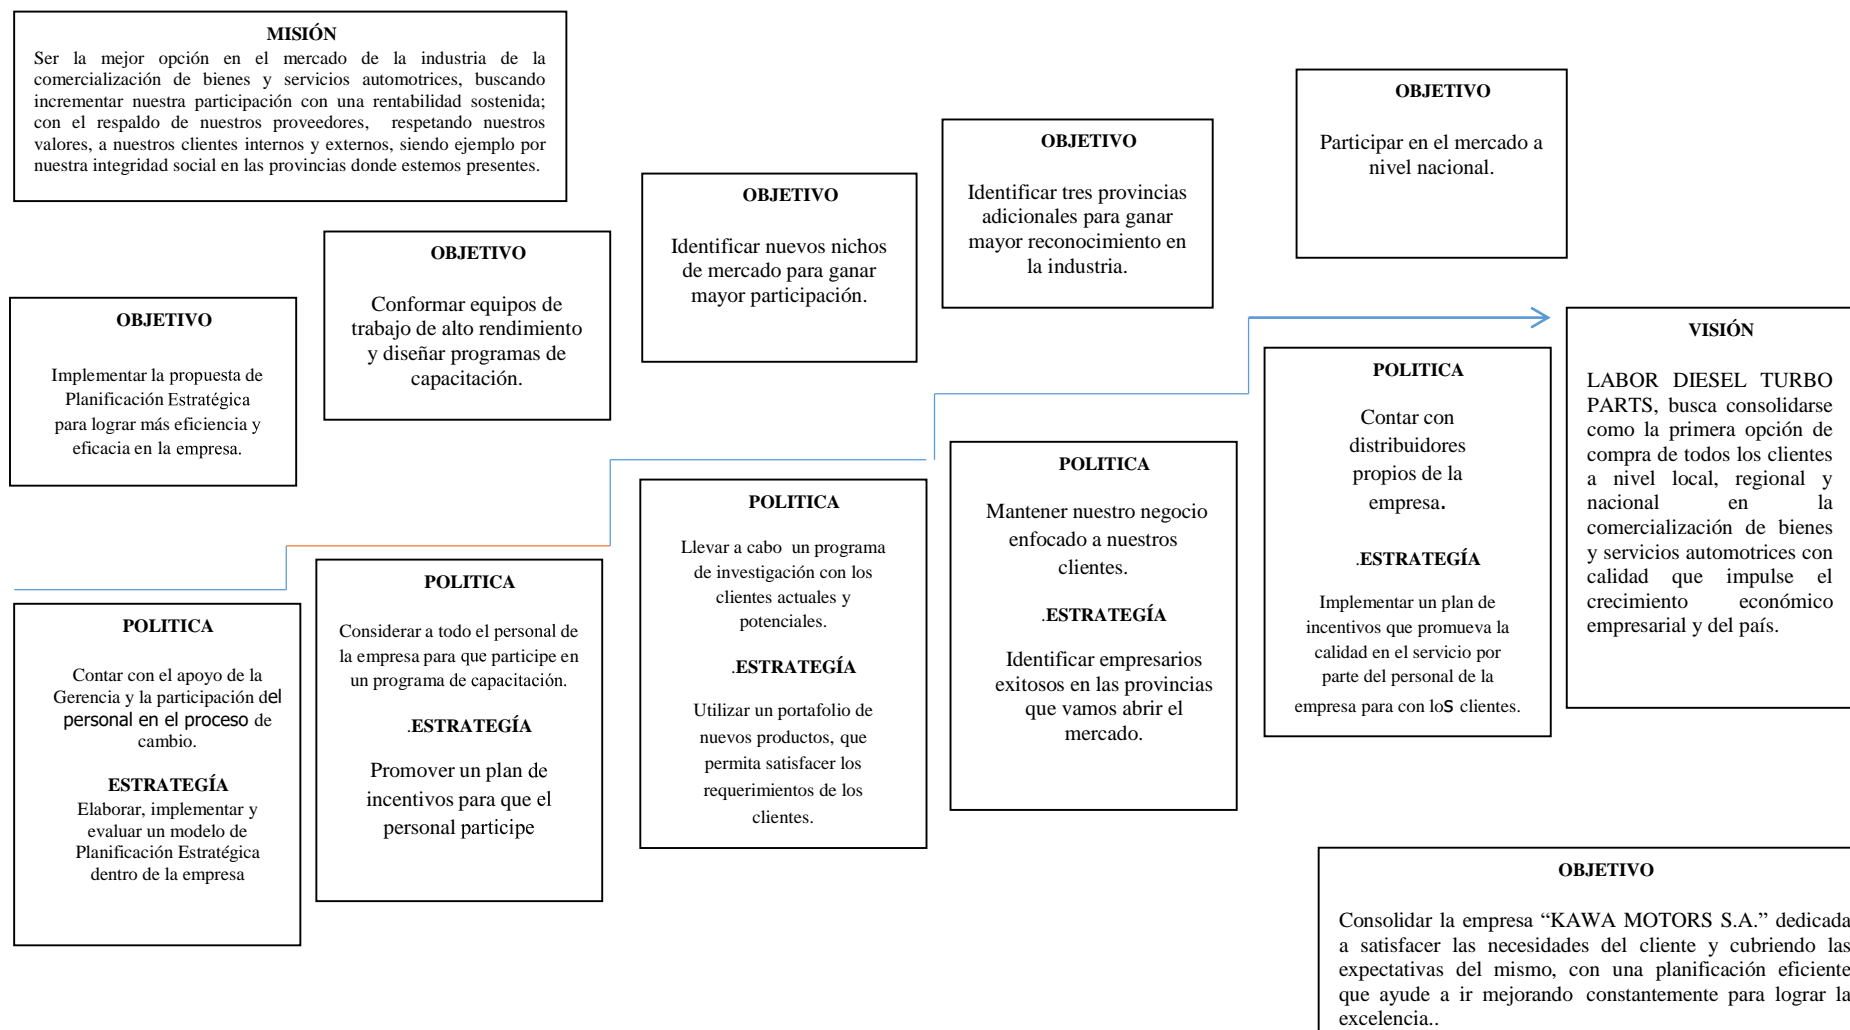 MISIÓN
Ser la mejor opción en el mercado de la industria de la
comercialización de bienes y servicios automotrices, buscando
incrementar nuestra participación con una rentabilidad sostenida;
con el respaldo de nuestros proveedores, respetando nuestros
valores, a nuestros clientes internos y externos, siendo ejemplo por
nuestra integridad social en las provincias donde estemos presentes.
OBJETIVO
Implementar la propuesta de
Planificación Estratégica
para lograr más eficiencia y
eficacia en la empresa.
OBJETIVO
Conformar equipos de
trabajo de alto rendimiento
y diseñar programas de
capacitación.
OBJETIVO
Identificar nuevos nichos
de mercado para ganar
mayor participación.
OBJETIVO
Identificar tres provincias
adicionales para ganar
mayor reconocimiento en
la industria.
OBJETIVO
Participar en el mercado a
nivel nacional.
POLITICA
Contar con el apoyo de la
Gerencia y la participación del
personal en el proceso de
cambio.
ESTRATEGÍA
Elaborar, implementar y
evaluar un modelo de
Planificación Estratégica
dentro de la empresa
POLITICA
Considerar a todo el personal de
la empresa para que participe en
un programa de capacitación.
.ESTRATEGÍA
Promover un plan de
incentivos para que el
personal participe
POLITICA
Llevar a cabo un programa
de investigación con los
clientes actuales y
potenciales.
.ESTRATEGÍA
Utilizar un portafolio de
nuevos productos, que
permita satisfacer los
requerimientos de los
clientes.
POLITICA
Mantener nuestro negocio
enfocado a nuestros
clientes.
.ESTRATEGÍA
Identificar empresarios
exitosos en las provincias
que vamos abrir el
mercado.
POLITICA
Contar con
distribuidores
propios de la
empresa.
.ESTRATEGÍA
Implementar un plan de
incentivos que promueva la
calidad en el servicio por
parte del personal de la
empresa para con loS clientes.
VISIÓN
LABOR DIESEL TURBO
PARTS, busca consolidarse
como la primera opción de
compra de todos los clientes
a nivel local, regional y
nacional en la
comercialización de bienes
y servicios automotrices con
calidad que impulse el
crecimiento económico
empresarial y del país.
OBJETIVO
Consolidar la empresa “KAWA MOTORS S.A.” dedicada
a satisfacer las necesidades del cliente y cubriendo las
expectativas del mismo, con una planificación eficiente
que ayude a ir mejorando constantemente para lograr la
excelencia..